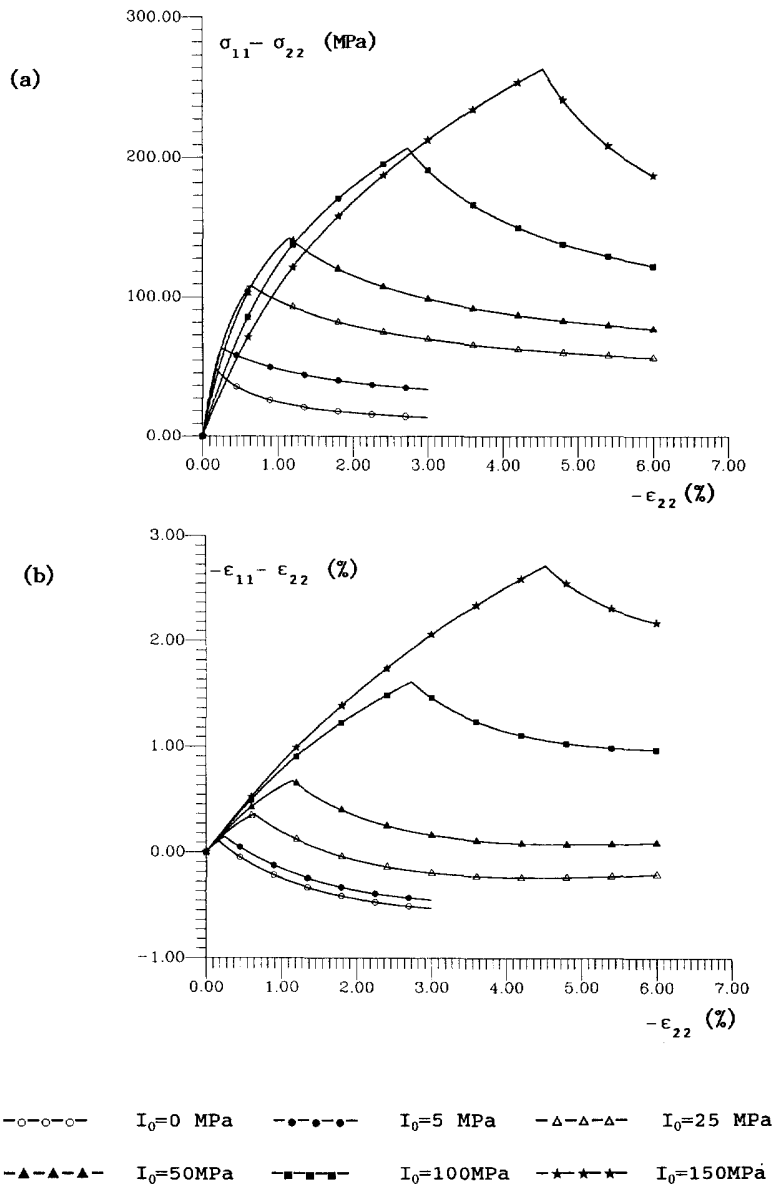 300.00
σ₁₁− σ₂₂ (MPa)
(a)
200.00
100.00
0.00
0.00 1.00 2.00 3.00 4.00 5.00 6.00 7.00
−ε₂₂ (%)
3.00
(b)
−ε₁₁− ε₂₂ (%)
2.00
1.00
0.00
−1.00
0.00 1.00 2.00 3.00 4.00 5.00 6.00 7.00
−ε₂₂ (%)
I₀=0 MPa I₀=5 MPa I₀=25 MPa
I₀=50MPa I₀=100MPa I₀=150MPa